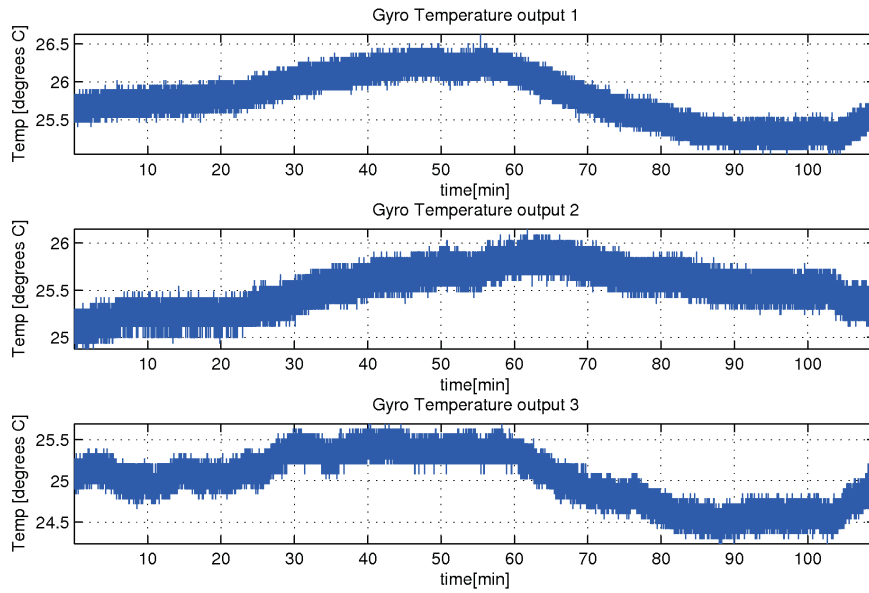 Gyro Temperature output 1
Temp [degrees C]
26.5
26
25.5
10 20 30 40 50 60 70 80 90 100
time[min]
Gyro Temperature output 2
Temp [degrees C]
26
25.5
25
10 20 30 40 50 60 70 80 90 100
time[min]
Gyro Temperature output 3
Temp [degrees C]
25.5
25
24.5
10 20 30 40 50 60 70 80 90 100
time[min]